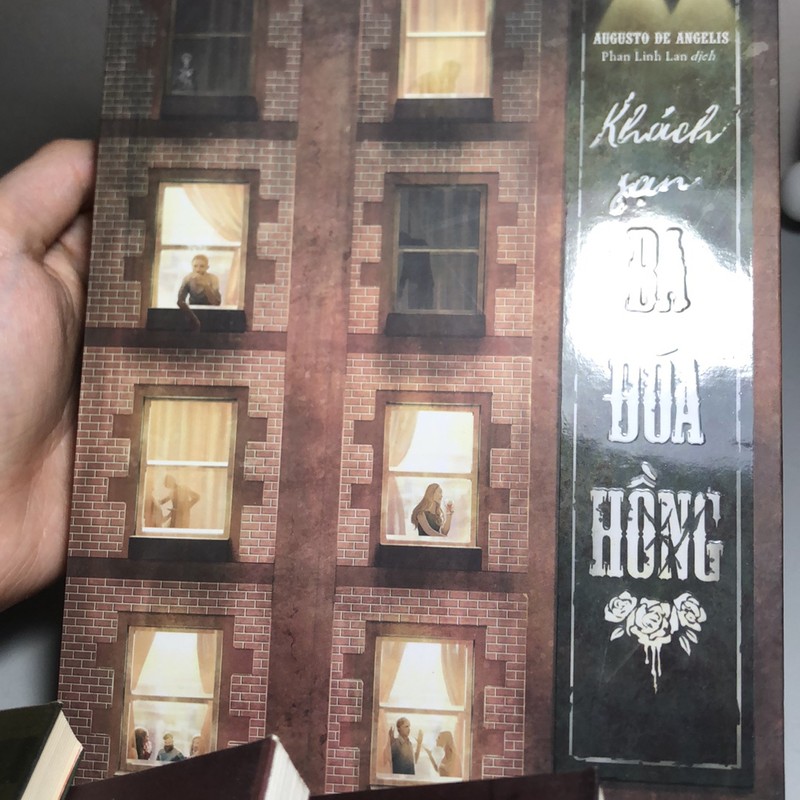 AUGUSTO DE ANGELIS
Phan Linh Lan dịch
Khách
sạn
BA
ĐÓA
HỒNG